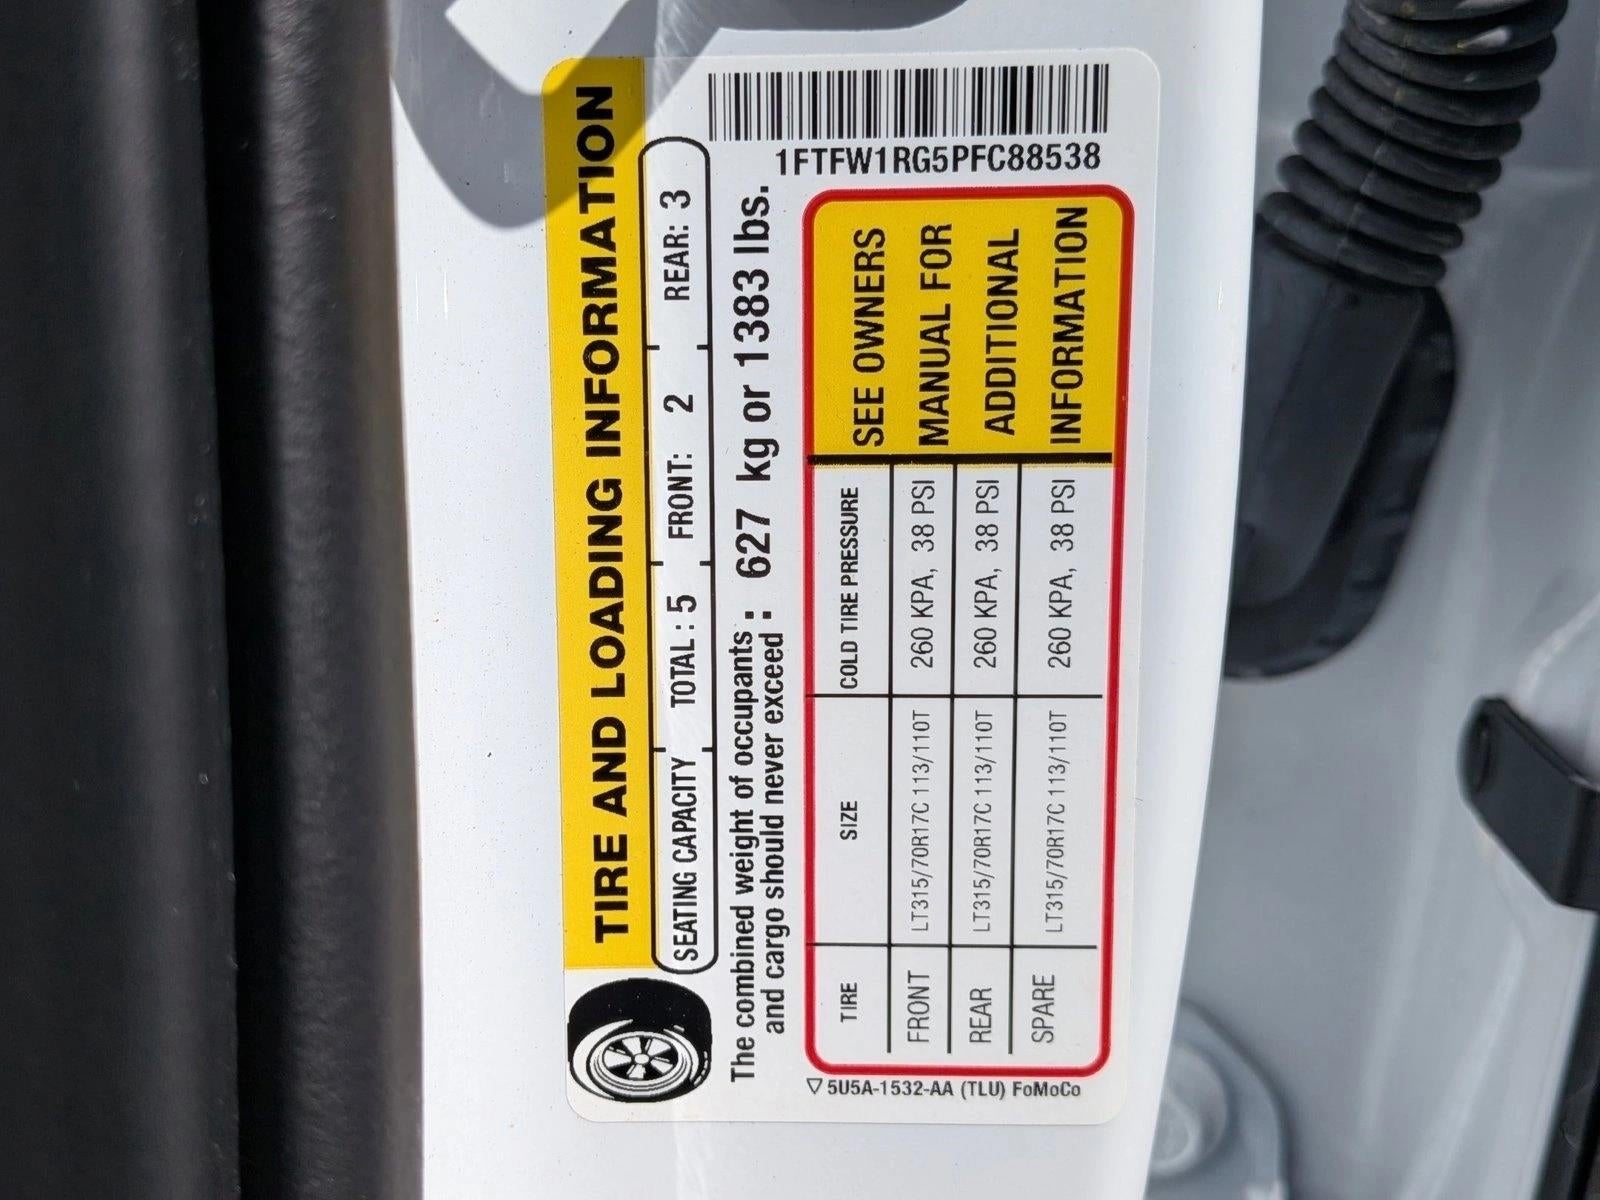 TIRE AND LOADING INFORMATION
SEATING CAPACITY TOTAL : 5 FRONT: 2 REAR: 3
The combined weight of occupants
and cargo should never exceed : 627 kg or 1383 lbs.
1FTFW1RG5PFC88538
TIRE SIZE COLD TIRE PRESSURE
FRONT LT315/70R17C 113/110T 260 KPA, 38 PSI
REAR LT315/70R17C 113/110T 260 KPA, 38 PSI
SPARE LT315/70R17C 113/110T 260 KPA, 38 PSI
SEE OWNERS
MANUAL FOR
ADDITIONAL
INFORMATION
5U5A-1532-AA (TLU) FoMoCo